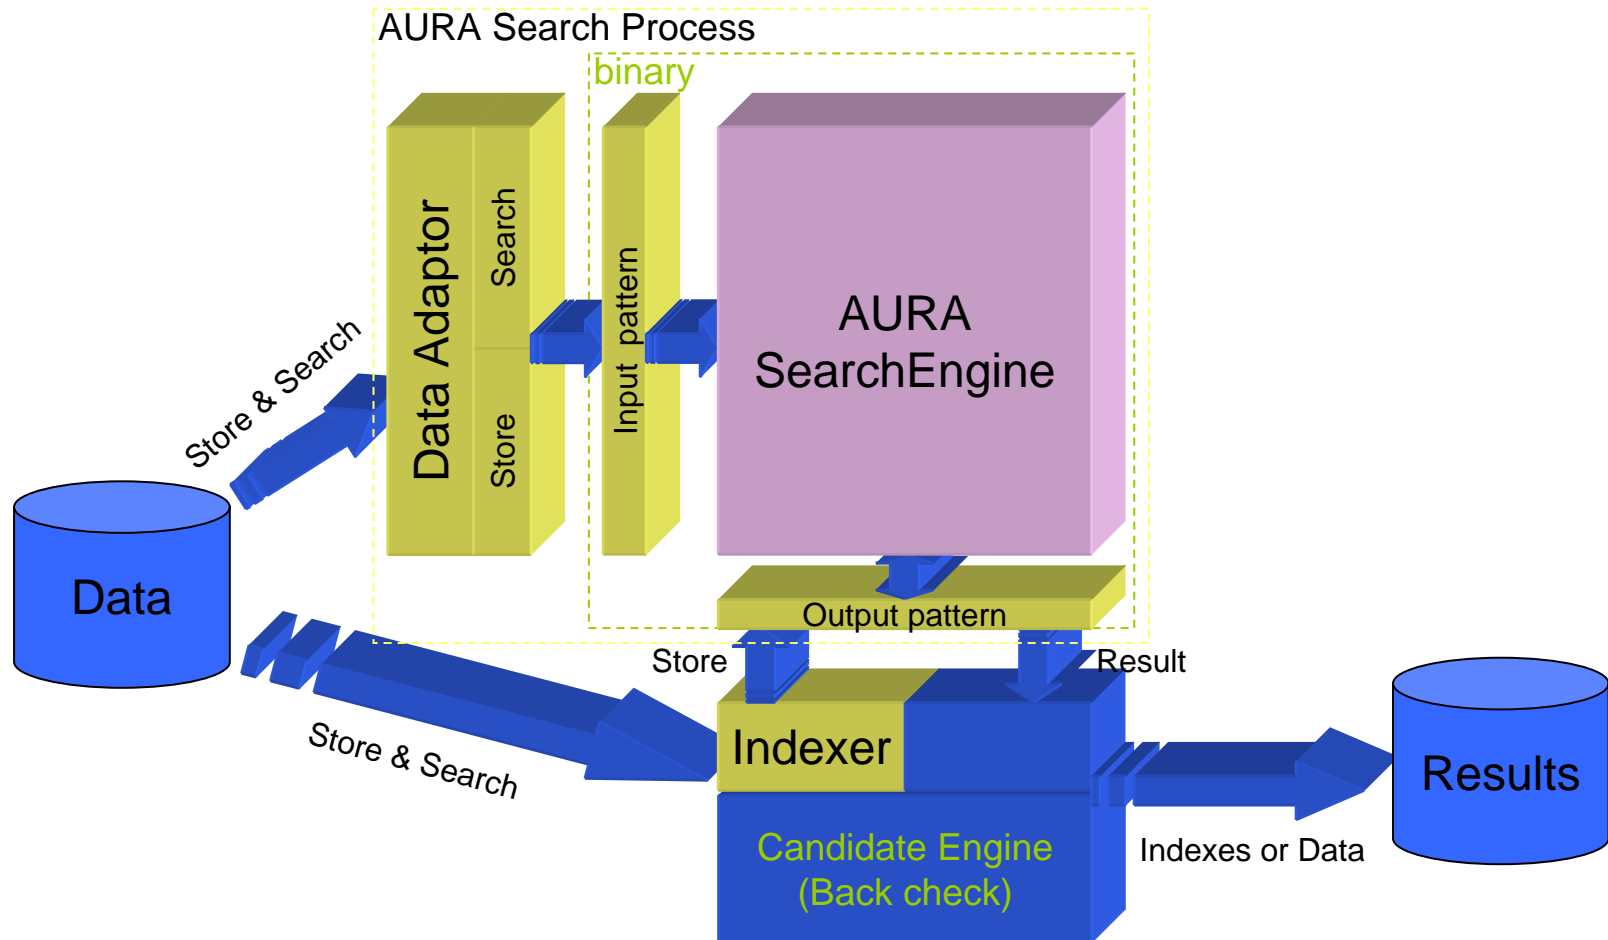 AURA Search Process
binary
Data Adaptor
Search
Store
Input pattern
AURA
SearchEngine
Store & Search
Data
Output pattern
Store
Result
Store & Search
Indexer
Results
Candidate Engine
(Back check)
Indexes or Data